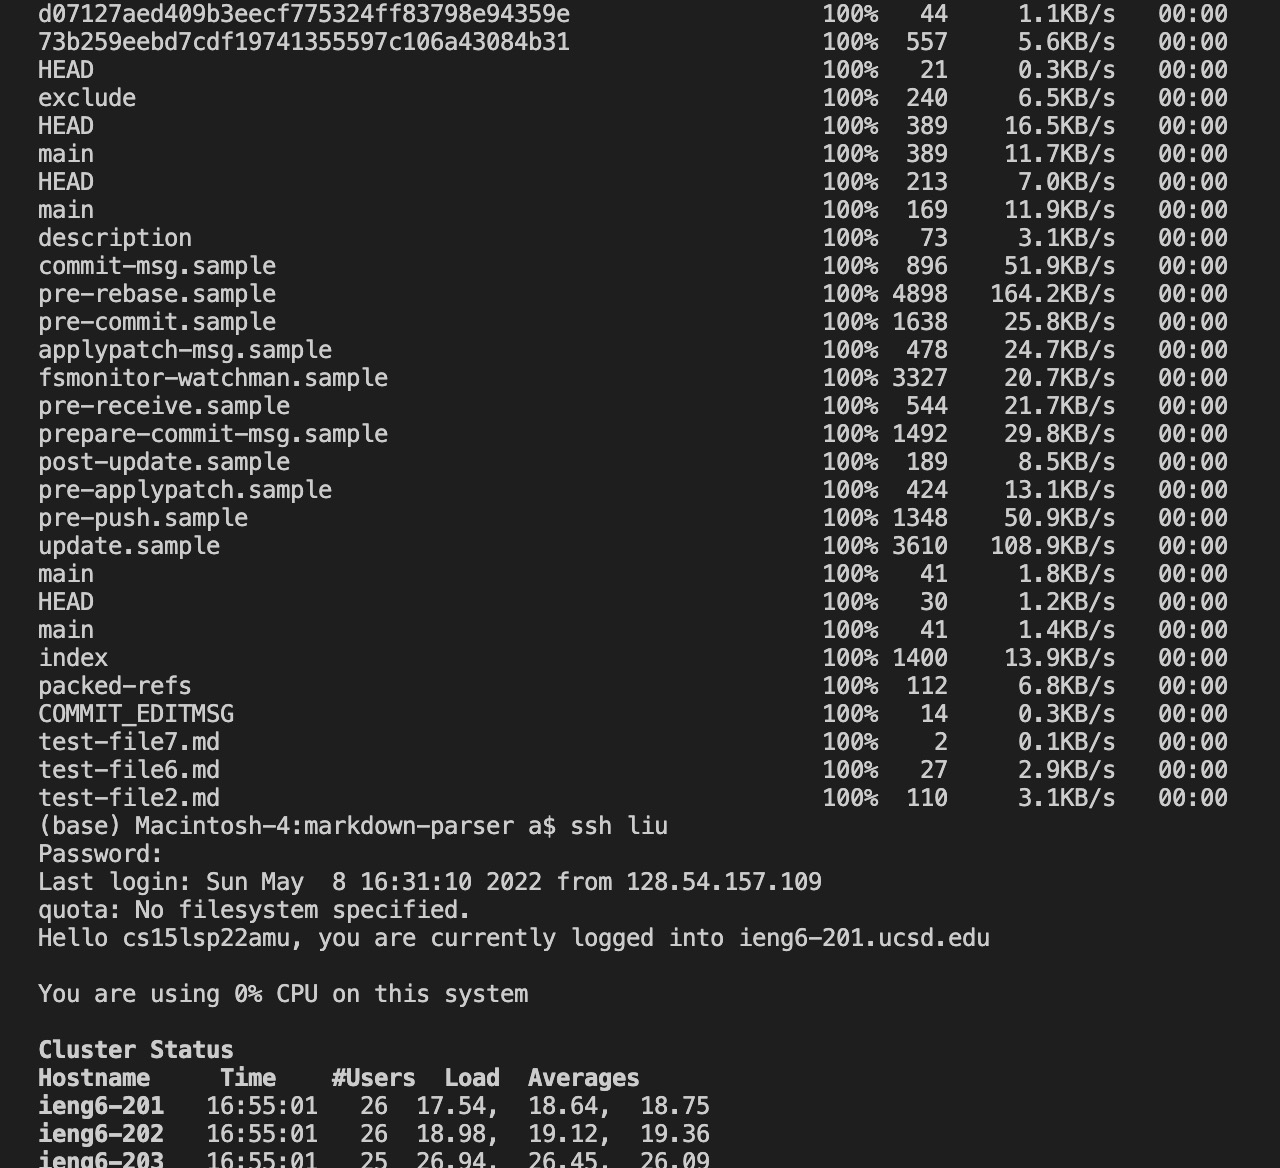 d07127aed409b3eecf775324ff83798e94359e 100% 44 1.1KB/s 00:00
73b259eebd7cdf19741355597c106a43084b31 100% 557 5.6KB/s 00:00
HEAD 100% 21 0.3KB/s 00:00
exclude 100% 240 6.5KB/s 00:00
HEAD 100% 389 16.5KB/s 00:00
main 100% 389 11.7KB/s 00:00
HEAD 100% 213 7.0KB/s 00:00
main 100% 169 11.9KB/s 00:00
description 100% 73 3.1KB/s 00:00
commit-msg.sample 100% 896 51.9KB/s 00:00
pre-rebase.sample 100% 4898 164.2KB/s 00:00
pre-commit.sample 100% 1638 25.8KB/s 00:00
applypatch-msg.sample 100% 478 24.7KB/s 00:00
fsmonitor-watchman.sample 100% 3327 20.7KB/s 00:00
pre-receive.sample 100% 544 21.7KB/s 00:00
prepare-commit-msg.sample 100% 1492 29.8KB/s 00:00
post-update.sample 100% 189 8.5KB/s 00:00
pre-applypatch.sample 100% 424 13.1KB/s 00:00
pre-push.sample 100% 1348 50.9KB/s 00:00
update.sample 100% 3610 108.9KB/s 00:00
main 100% 41 1.8KB/s 00:00
HEAD 100% 30 1.2KB/s 00:00
main 100% 41 1.4KB/s 00:00
index 100% 1400 13.9KB/s 00:00
packed-refs 100% 112 6.8KB/s 00:00
COMMIT_EDITMSG 100% 14 0.3KB/s 00:00
test-file7.md 100% 2 0.1KB/s 00:00
test-file6.md 100% 27 2.9KB/s 00:00
test-file2.md 100% 110 3.1KB/s 00:00
(base) Macintosh-4:markdown-parser a$ ssh liu
Password:
Last login: Sun May  8 16:31:10 2022 from 128.54.157.109
quota: No filesystem specified.
Hello cs15lsp22amu, you are currently logged into ieng6-201.ucsd.edu
You are using 0% CPU on this system
Cluster Status
Hostname Time #Users Load Averages
ieng6-201 16:55:01 26 17.54, 18.64, 18.75
ieng6-202 16:55:01 26 18.98, 19.12, 19.36
ieng6-203 16:55:01 25 26.94, 26.45, 26.09